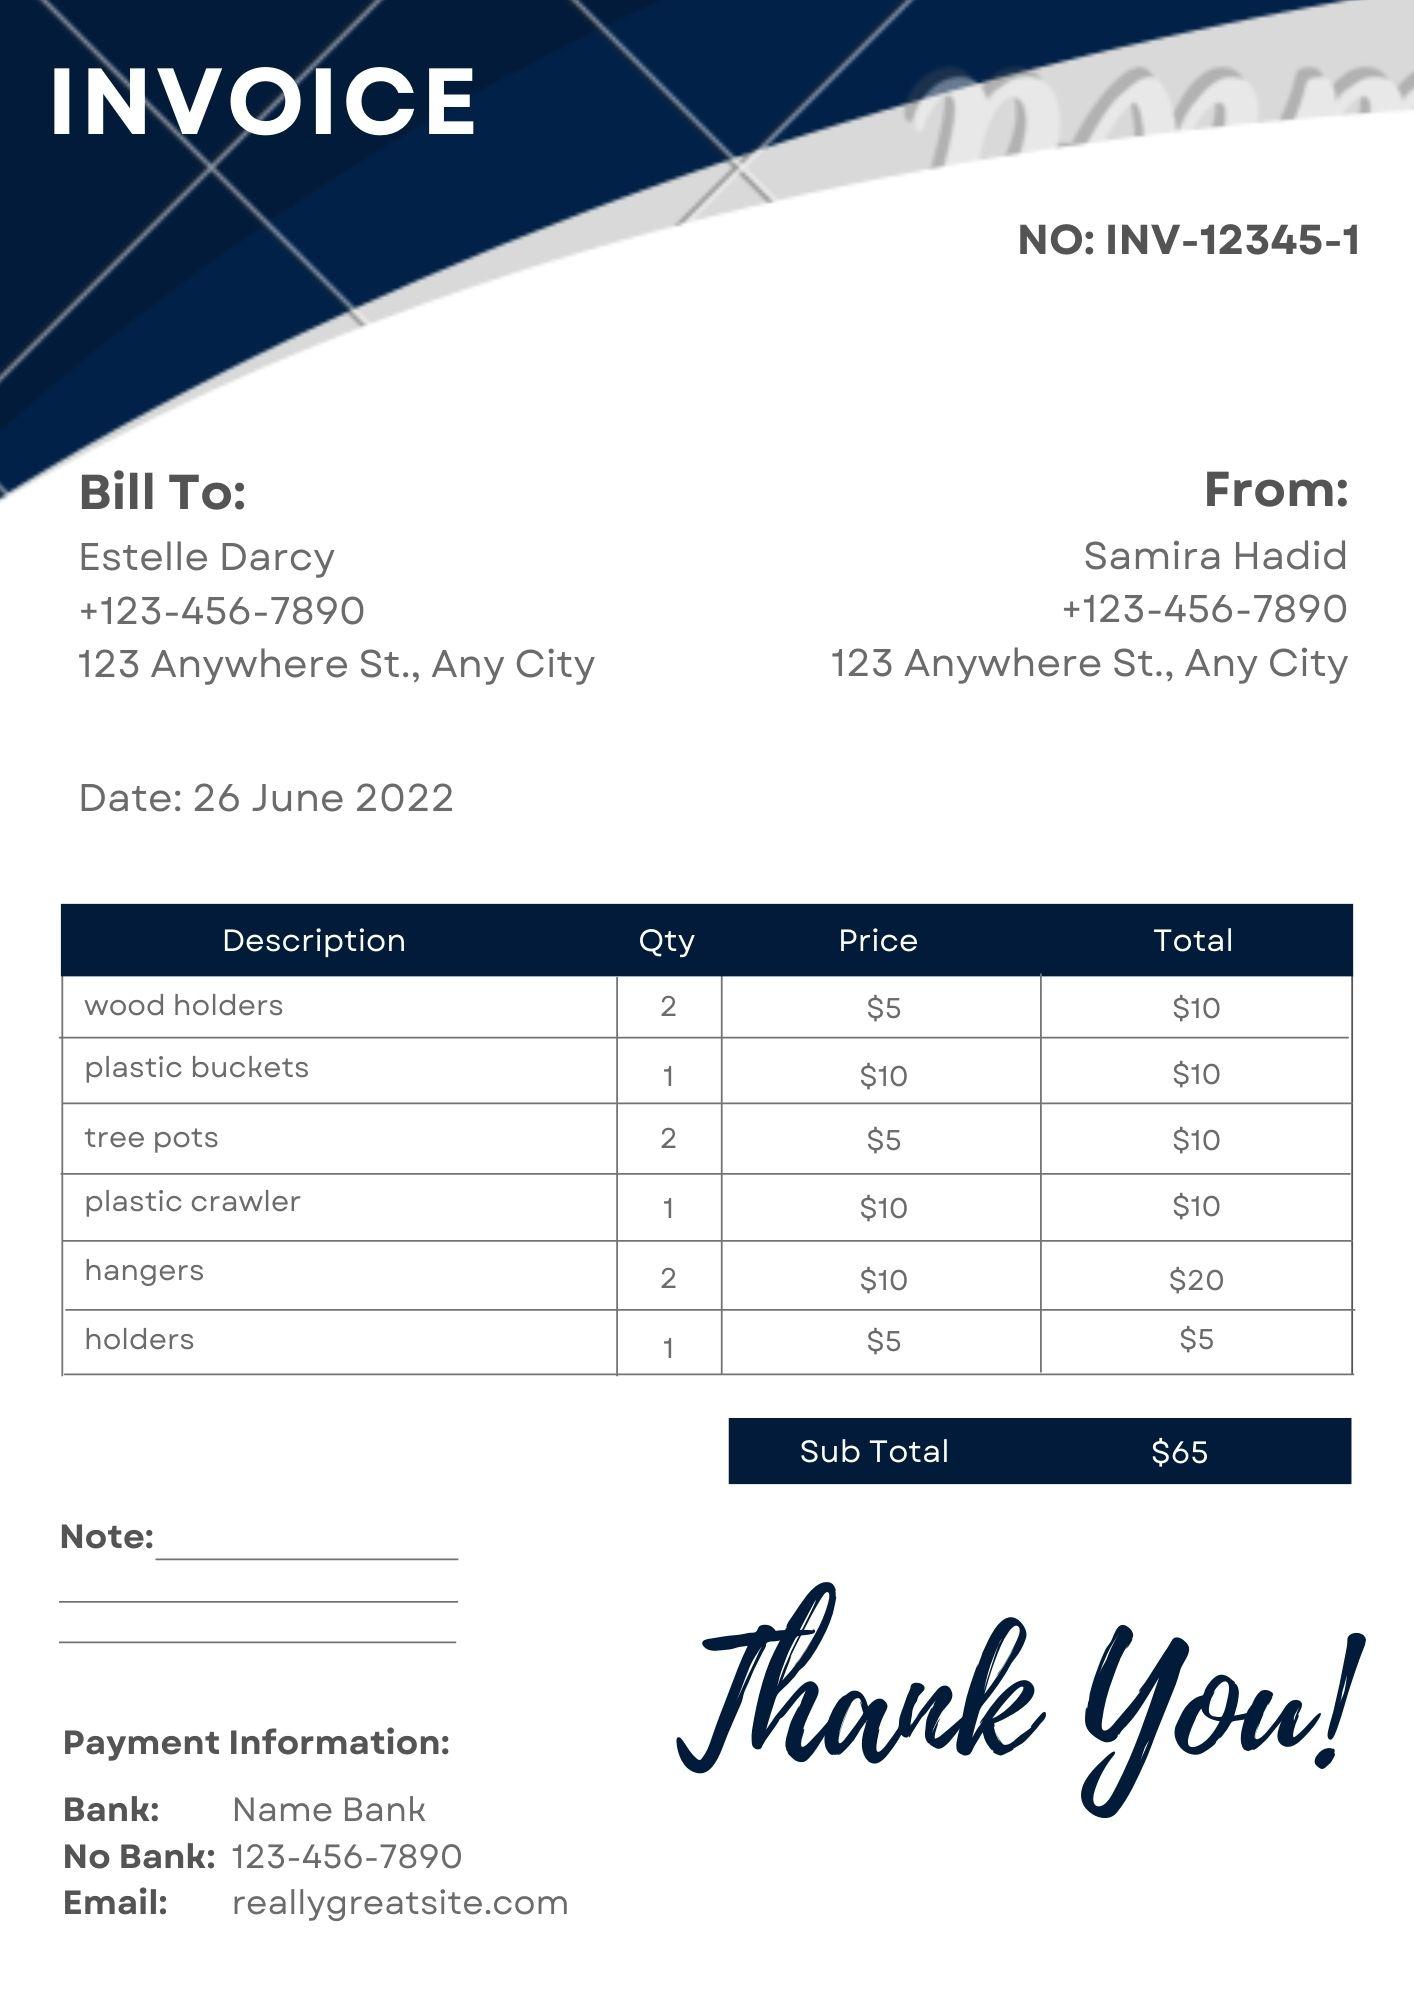 INVOICE
NO: INV-12345-1
Bill To:
Estelle Darcy
+123-456-7890
123 Anywhere St., Any City
From:
Samira Hadid
+123-456-7890
123 Anywhere St., Any City
Date: 26 June 2022
Description Qty Price Total
wood holders 2 $5 $10
plastic buckets 1 $10 $10
tree pots 2 $5 $10
plastic crawler 1 $10 $10
hangers 2 $10 $20
holders 1 $5 $5
Sub Total $65
Note:
Thank You!
Payment Information:
Bank: Name Bank
No Bank: 123-456-7890
Email: reallygreatsite.com